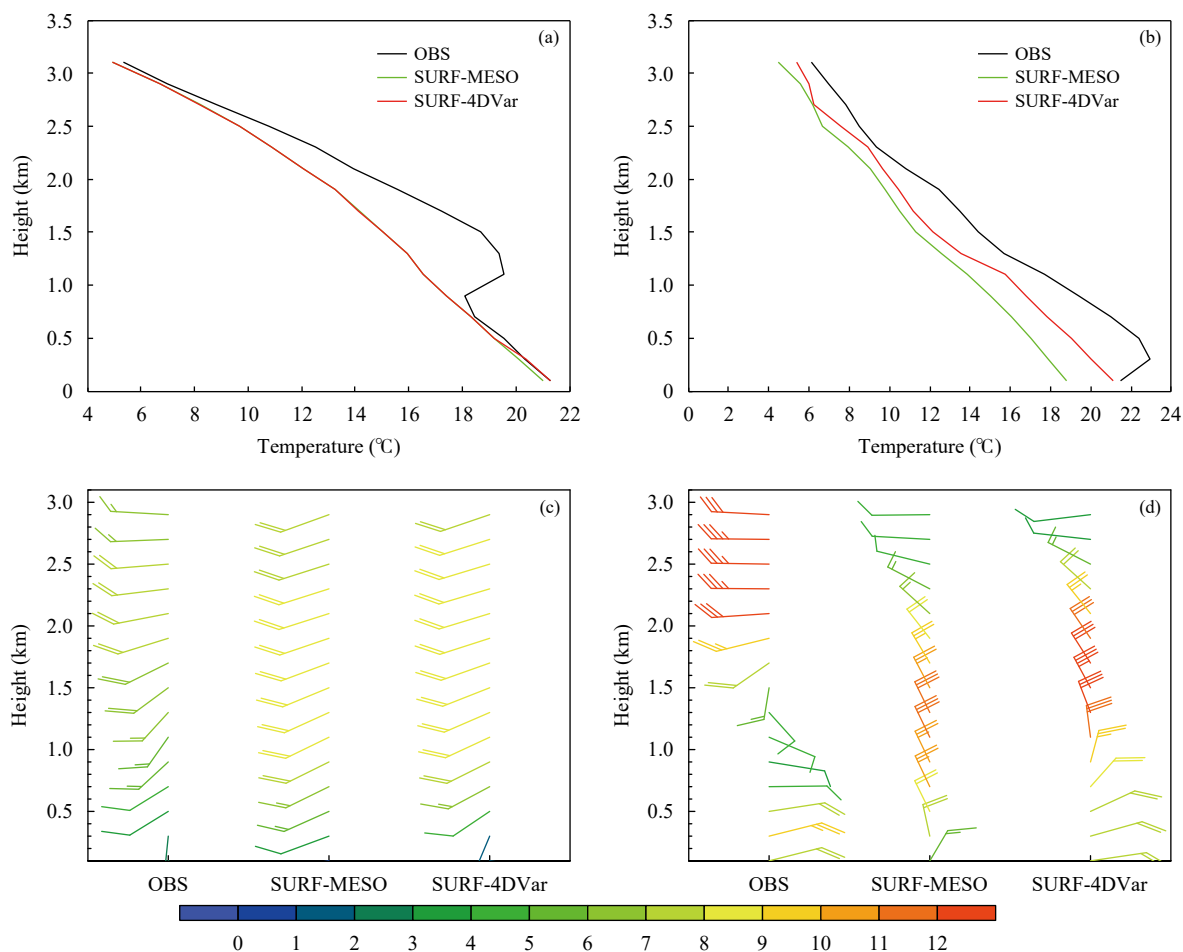 3.5
(a)
OBS
SURF-MESO
SURF-4DVar
3.0
2.5
2.0
1.5
1.0
0.5
0
Height (km)
4 6 8 10 12 14 16 18 20 22
Temperature (℃)
3.5
(b)
OBS
SURF-MESO
SURF-4DVar
3.0
2.5
2.0
1.5
1.0
0.5
0
Height (km)
0 2 4 6 8 10 12 14 16 18 20 22 24
Temperature (℃)
(c)
3.0
2.5
2.0
1.5
1.0
0.5
Height (km)
OBS SURF-MESO SURF-4DVar
(d)
3.0
2.5
2.0
1.5
1.0
0.5
Height (km)
OBS SURF-MESO SURF-4DVar
0 1 2 3 4 5 6 7 8 9 10 11 12